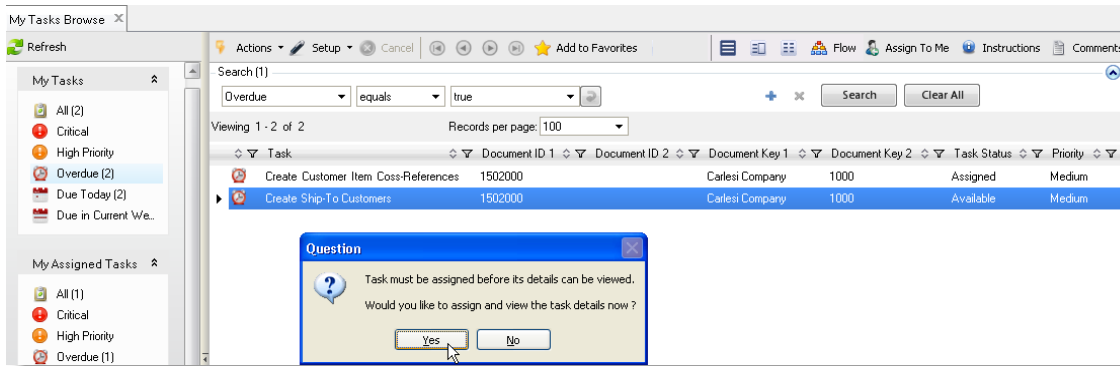 My Tasks Browse
Refresh
Actions Setup Cancel Add to Favorites Flow Assign To Me Instructions Comments
My Tasks
All (2)
Critical
High Priority
Overdue (2)
Due Today (2)
Due in Current We...
My Assigned Tasks
All (1)
Critical
High Priority
Overdue (1)
Search (1)
Overdue equals true Search Clear All
Viewing 1 - 2 of 2 Records per page: 100
Task Document ID 1 Document ID 2 Document Key 1 Document Key 2 Task Status Priority
Create Customer Item Coss-References 1502000 Carlesi Company 1000 Assigned Medium
Create Ship-To Customers 1502000 Carlesi Company 1000 Available Medium
Question
Task must be assigned before its details can be viewed.
Would you like to assign and view the task details now ?
Yes No